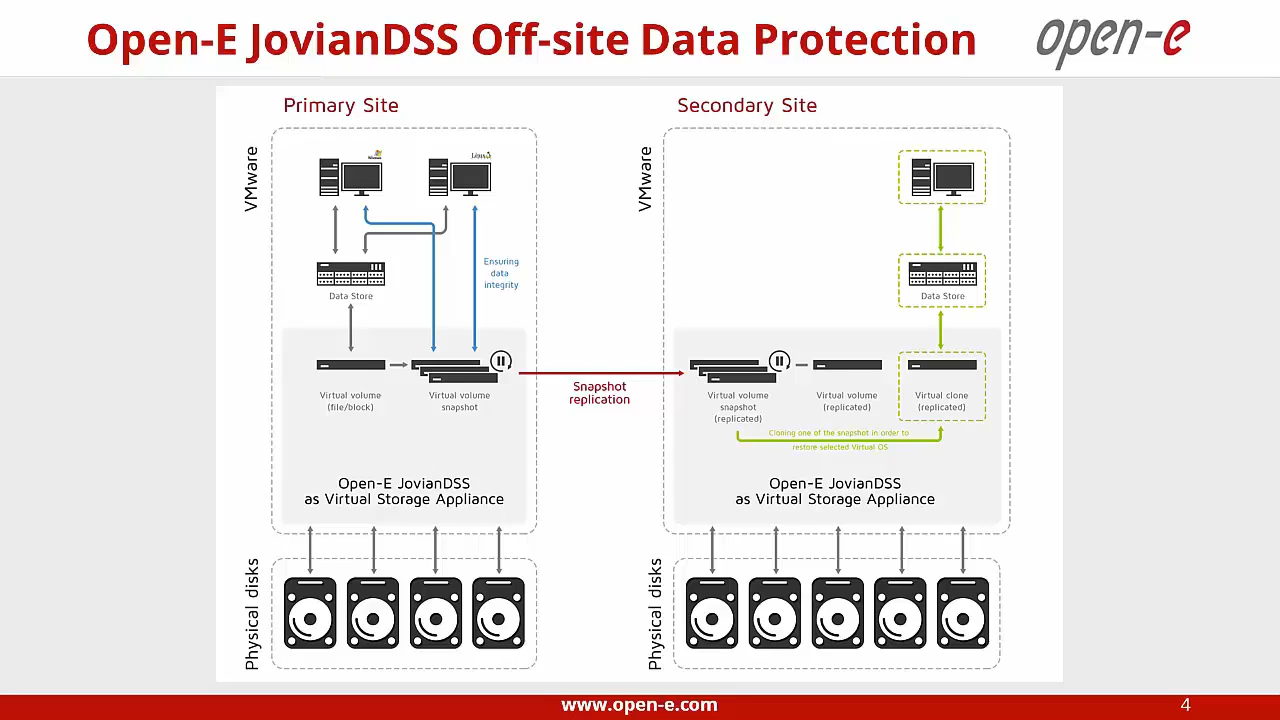 Open-E JovianDSS Off-site Data Protection
open-e
Primary Site
Secondary Site
VMware
VMware
Windows
Linux
Ensuring
data
integrity
Data Store
Data Store
Virtual volume
(file/block)
Virtual volume
snapshot
Snapshot
replication
Virtual volume
snapshot
(replicated)
Virtual volume
(replicated)
Virtual clone
(replicated)
Cloning one of the snapshot in order to
restore selected Virtual OS
Open-E JovianDSS
as Virtual Storage Appliance
Open-E JovianDSS
as Virtual Storage Appliance
Physical disks
Physical disks
www.open-e.com
4